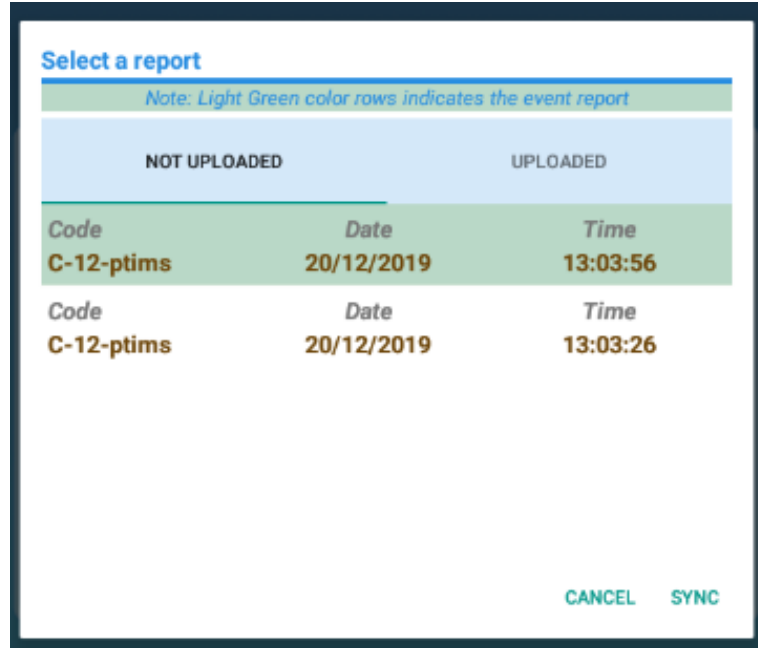 Select a report
Note: Light Green color rows indicates the event report
NOT UPLOADED UPLOADED
Code Date Time
C-12-ptims 20/12/2019 13:03:56
Code Date Time
C-12-ptims 20/12/2019 13:03:26
CANCEL SYNC